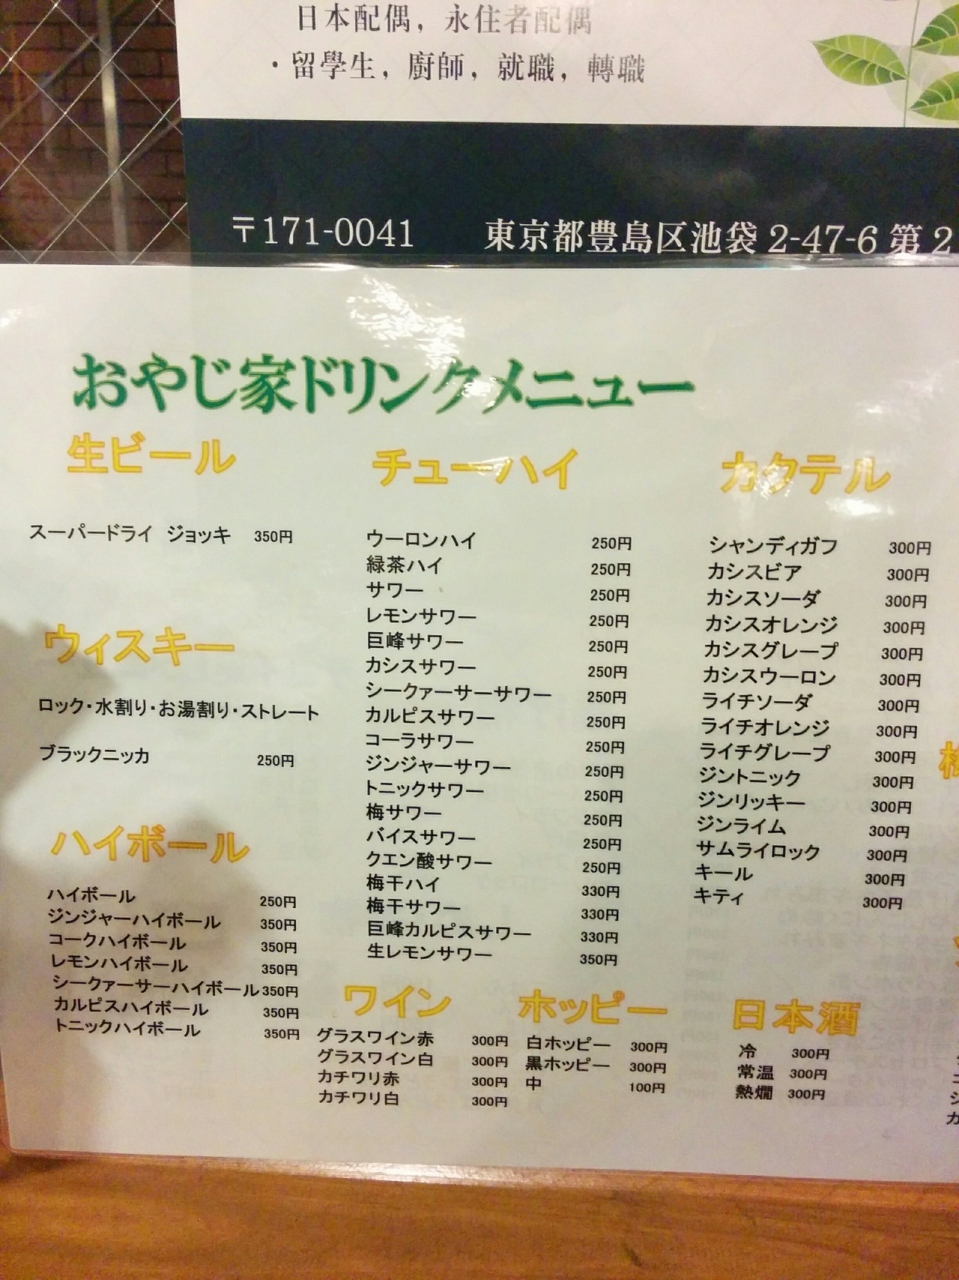 日本配偶，永住者配偶
・留學生，廚師，就職，轉職
〒171-0041 東京都豊島区池袋 2-47-6 第 2
おやじ家ドリンクメニュー
生ビール
スーパードライ ジョッキ 350円
ウィスキー
ロック・水割り・お湯割り・ストレート
ブラックニッカ 250円
ハイボール
ハイボール 250円
ジンジャーハイボール 350円
コークハイボール 350円
レモンハイボール 350円
シークァーサーハイボール 350円
カルピスハイボール 350円
トニックハイボール 350円
チューハイ
ウーロンハイ 250円
緑茶ハイ 250円
サワー 250円
レモンサワー 250円
巨峰サワー 250円
カシスサワー 250円
シークァーサーサワー 250円
カルピスサワー 250円
コーラサワー 250円
ジンジャーサワー 250円
トニックサワー 250円
梅サワー 250円
バイスサワー 250円
クエン酸サワー 250円
梅干ハイ 330円
梅干サワー 330円
巨峰カルピスサワー 330円
生レモンサワー 350円
カクテル
シャンディガフ 300円
カシスビア 300円
カシスソーダ 300円
カシスオレンジ 300円
カシスグレープ 300円
カシスウーロン 300円
ライチソーダ 300円
ライチオレンジ 300円
ライチグレープ 300円
ジントニック 300円
ジンリッキー 300円
ジンライム 300円
サムライロック 300円
キール 300円
キティ 300円
ワイン
グラスワイン赤 300円
グラスワイン白 300円
カチワリ赤 300円
カチワリ白 300円
ホッピー
白ホッピー 300円
黒ホッピー 300円
中 100円
日本酒
冷 300円
常温 300円
熱燗 300円